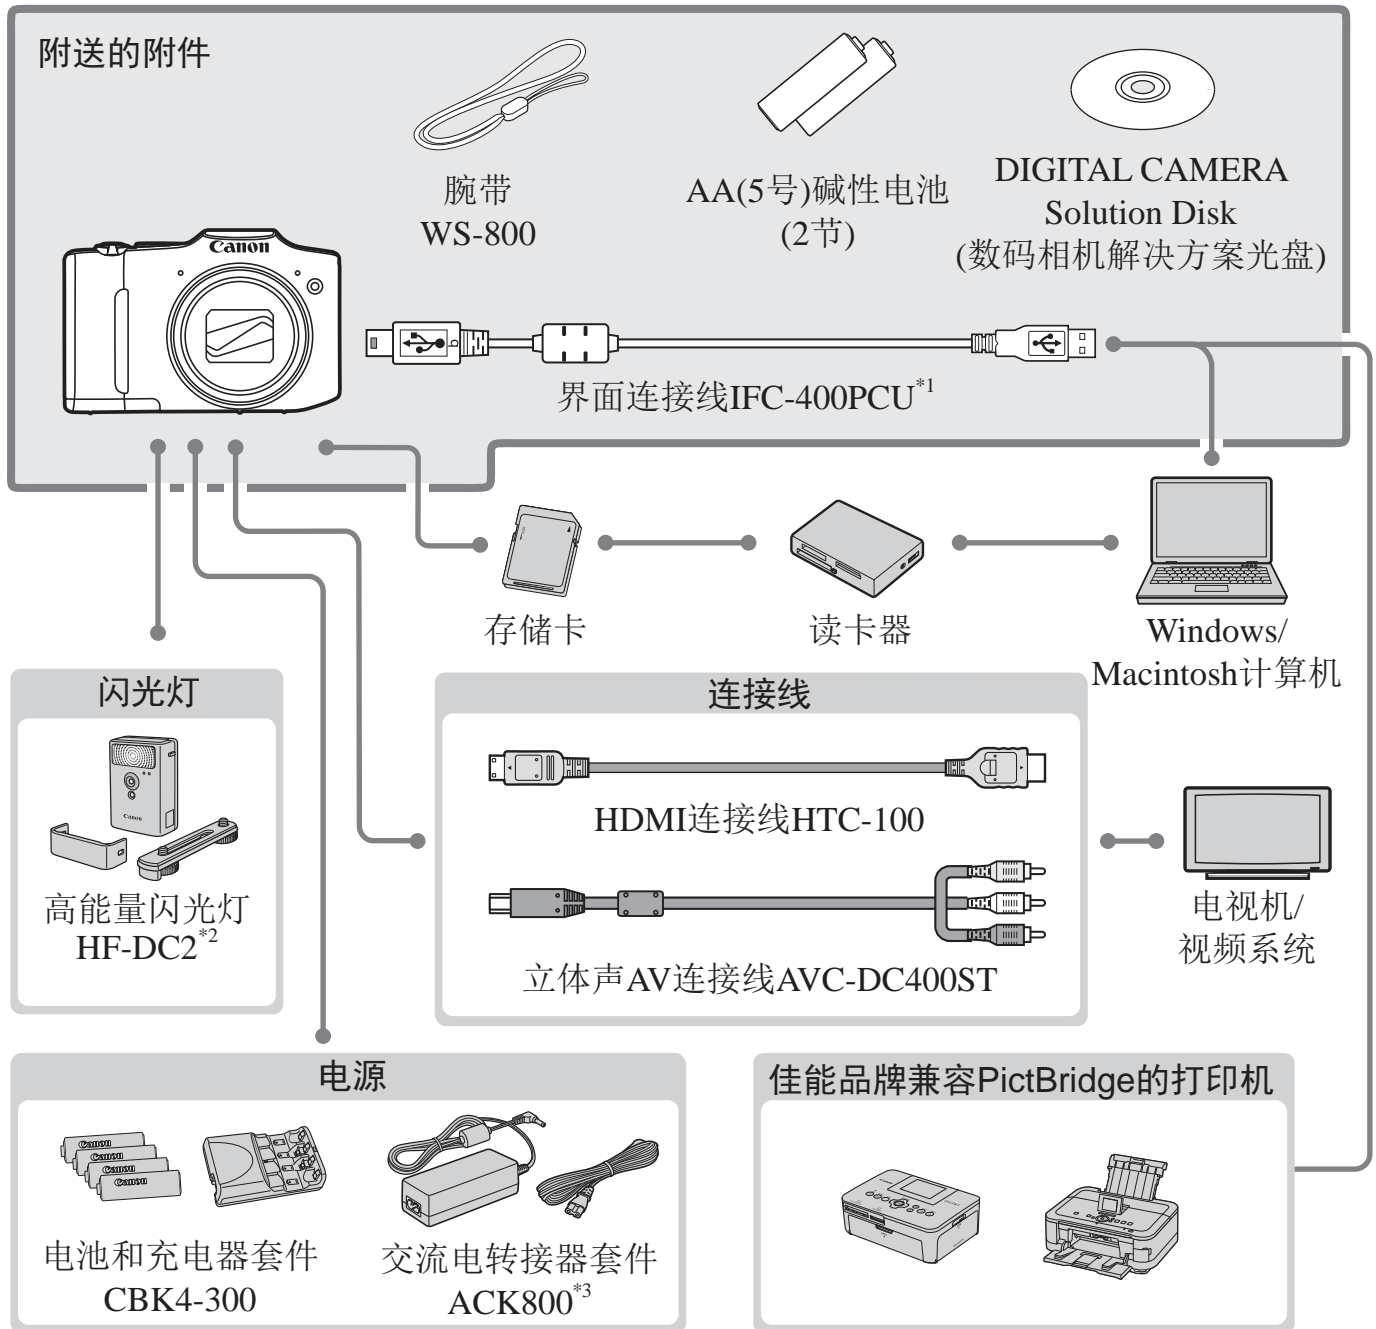 附送的附件
腕带
WS-800
AA(5号)碱性电池
(2节)
DIGITAL CAMERA
Solution Disk
(数码相机解决方案光盘)
Canon
界面连接线IFC-400PCU*1
存储卡
读卡器
Windows/
Macintosh计算机
闪光灯
Canon
高能量闪光灯
HF-DC2*2
连接线
HDMI连接线HTC-100
立体声AV连接线AVC-DC400ST
电视机/
视频系统
电源
Canon
Canon
Canon
Canon
电池和充电器套件
CBK4-300
交流电转接器套件
ACK800*3
佳能品牌兼容PictBridge的打印机